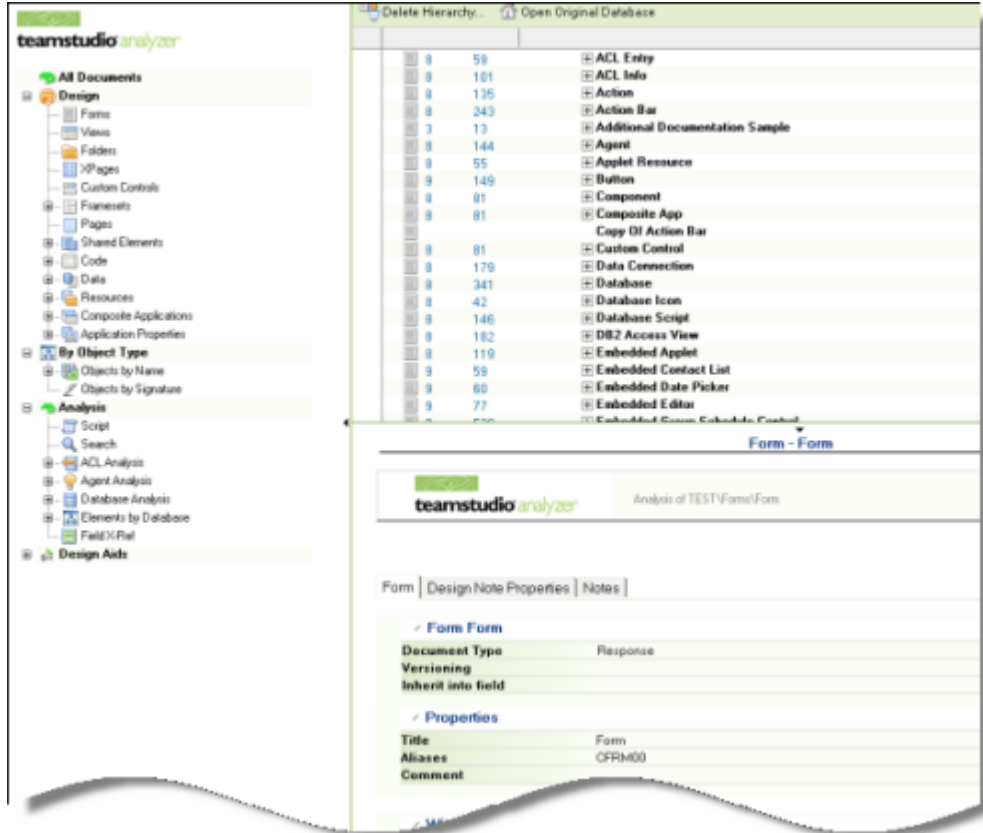 teamstudio analyzer
All Documents
Design
Forms
Views
Folders
XPages
Custom Controls
Framesets
Pages
Shared Elements
Code
Data
Resources
Composite Applications
Application Properties
By Object Type
Objects by Name
Objects by Signature
Analysis
Script
Search
ACL Analysis
Agent Analysis
Database Analysis
Elements by Database
Field X-Ref
Design Aids
Delete Hierarchy... Open Original Database
8 59 ACL Entry
8 101 ACL Info
8 135 Action
8 243 Action Bar
3 13 Additional Documentation Sample
8 144 Agent
8 55 Applet Resource
9 149 Button
8 81 Component
8 81 Composite App
Copy Of Action Bar
8 81 Custom Control
8 179 Data Connection
8 341 Database
8 42 Database Icon
8 146 Database Script
8 182 DB2 Access View
8 119 Embedded Applet
9 59 Embedded Contact List
9 60 Embedded Date Picker
9 77 Embedded Editor
Embedded Group Schedule Control
Form - Form
teamstudio analyzer
Analysis of TEST\Forms\Form
Form Design Note Properties Notes
Form Form
Document Type Response
Versioning
Inherit into field
Properties
Title Form
Aliases CFRM00
Comment